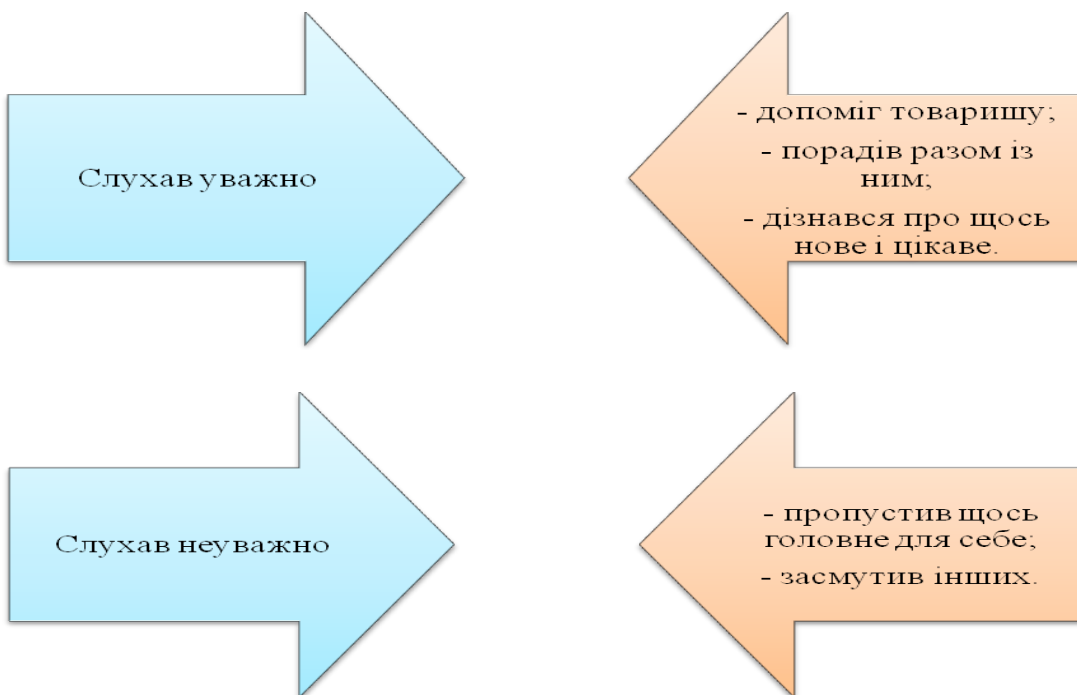 Слухав уважно
- допоміг товаришу;
- порадів разом із
ним;
- дізнався про щось
нове і цікаве.
Слухав неуважно
- пропустив щось
головне для себе;
- засмутив інших.